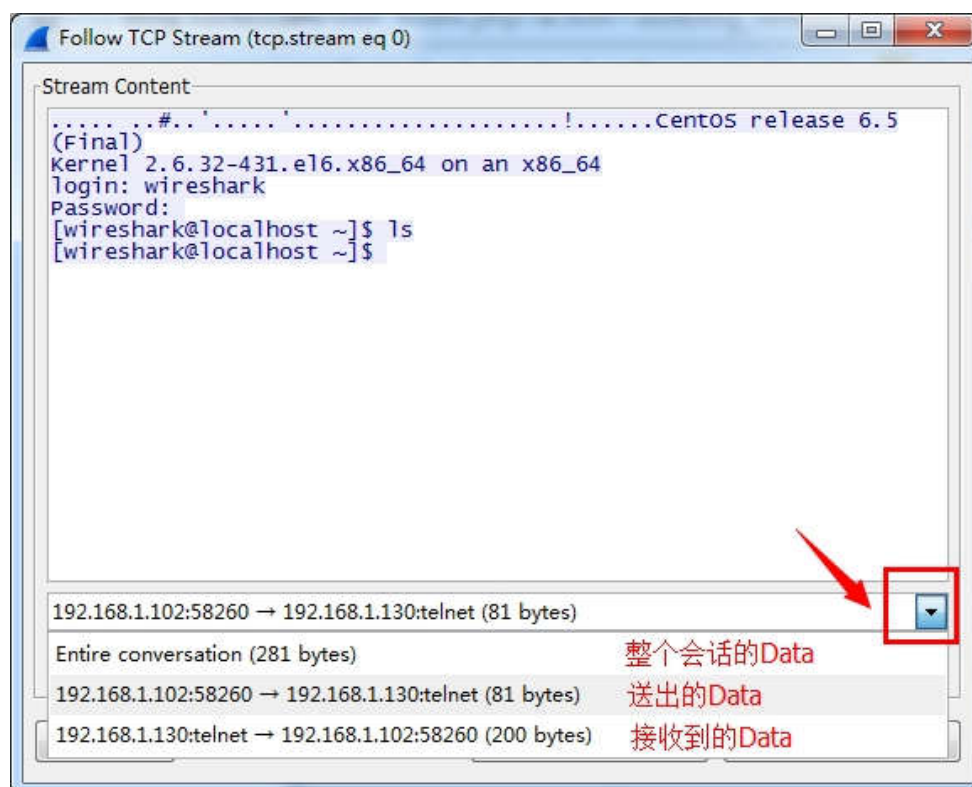 Follow TCP Stream (tcp.stream eq 0)
Stream Content
..... ..#..'.....'.....................!......CentOS release 6.5
(Final)
Kernel 2.6.32-431.el6.x86_64 on an x86_64
login: wireshark
Password:
[wireshark@localhost ~]$ ls
[wireshark@localhost ~]$
192.168.1.102:58260 → 192.168.1.130:telnet (81 bytes)
Entire conversation (281 bytes) 整个会话的Data
192.168.1.102:58260 → 192.168.1.130:telnet (81 bytes) 送出的Data
192.168.1.130:telnet → 192.168.1.102:58260 (200 bytes) 接收到的Data